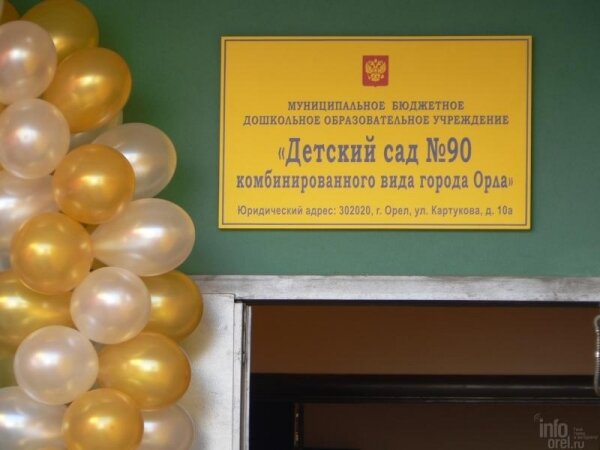 МУНИЦИПАЛЬНОЕ БЮДЖЕТНОЕ
ДОШКОЛЬНОЕ ОБРАЗОВАТЕЛЬНОЕ УЧРЕЖДЕНИЕ
«Детский сад №90
комбинированного вида города Орла»
Юридический адрес: 302020, г. Орел, ул. Картукова, д. 10а
info
orel.ru